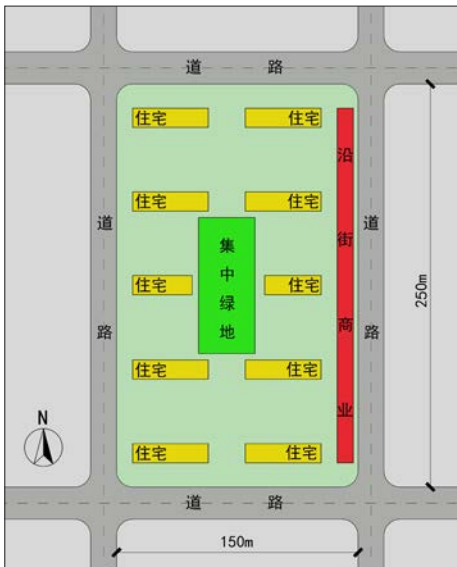 道 路
住宅 住宅
住宅 住宅
沿街商业
集中绿地
道路
道路
250m
住宅 住宅
住宅 住宅
住宅 住宅
N
道 路
150m